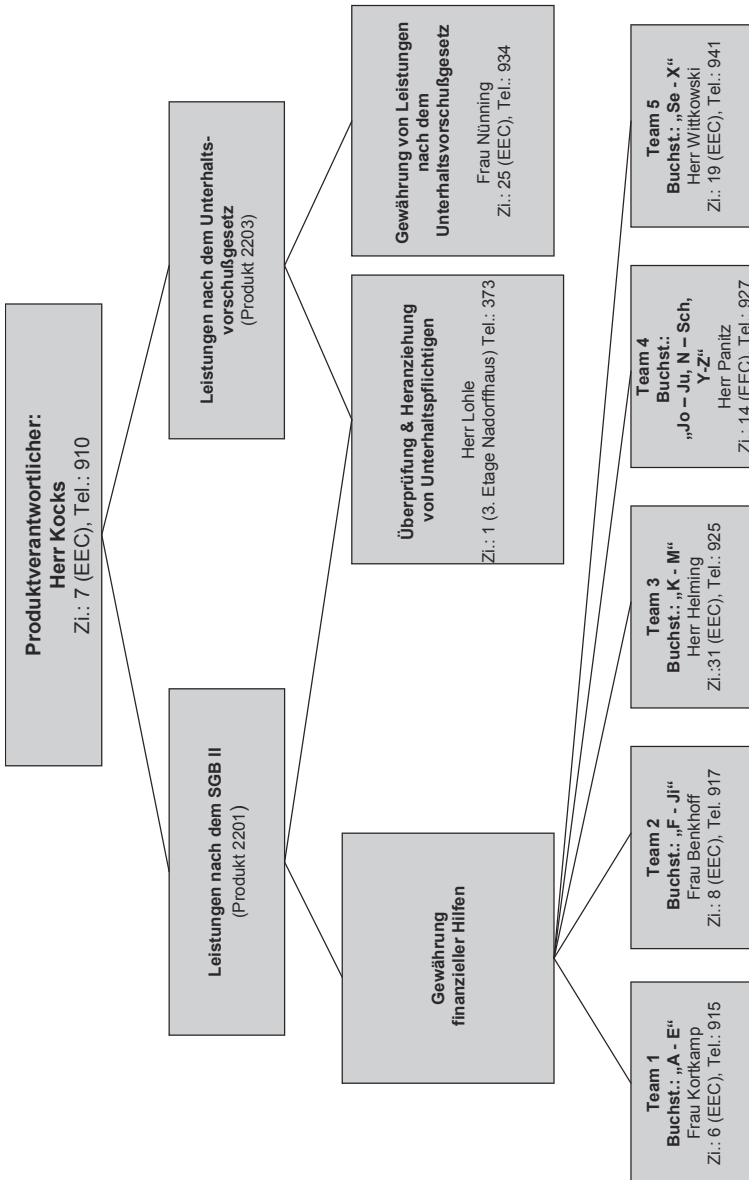 Produktverantwortlicher:
Herr Kocks
Zi.: 7 (EEC), Tel.: 910
Leistungen nach dem SGB II
(Produkt 2201)
Leistungen nach dem Unterhalts-
vorschußgesetz
(Produkt 2203)
Gewährung
finanzieller Hilfen
Überprüfung & Heranziehung
von Unterhaltspflichtigen
Herr Lohle
Zi.: 1 (3. Etage Nadorffhaus) Tel.: 373
Gewährung von Leistungen
nach dem
Unterhaltsvorschußgesetz
Frau Nünning
Zi.: 25 (EEC), Tel.: 934
Team 1
Buchst.: „A - E“
Frau Kortkamp
Zi.: 6 (EEC), Tel.: 915
Team 2
Buchst.: „F - Ji“
Frau Benkhoff
Zi.: 8 (EEC), Tel. 917
Team 3
Buchst.: „K - M“
Herr Helming
Zi.:31 (EEC), Tel.: 925
Team 4
Buchst.:
„Jo – Ju, N – Sch,
Y-Z“
Herr Panitz
Zi.: 14 (EEC), Tel.: 927
Team 5
Buchst.: „Se - X“
Herr Wittkowski
Zi.: 19 (EEC), Tel.: 941